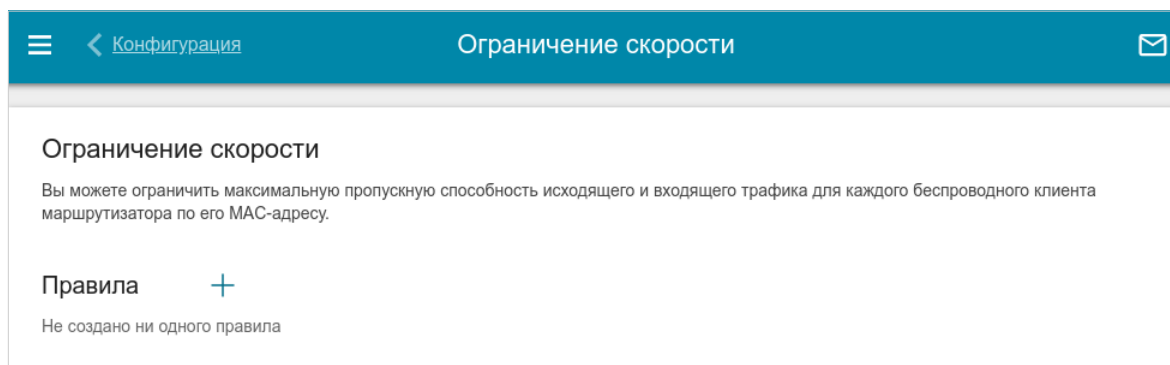 Конфигурация
Ограничение скорости
Ограничение скорости
Вы можете ограничить максимальную пропускную способность исходящего и входящего трафика для каждого беспроводного клиента
маршрутизатора по его MAC-адресу.
Правила
Не создано ни одного правила